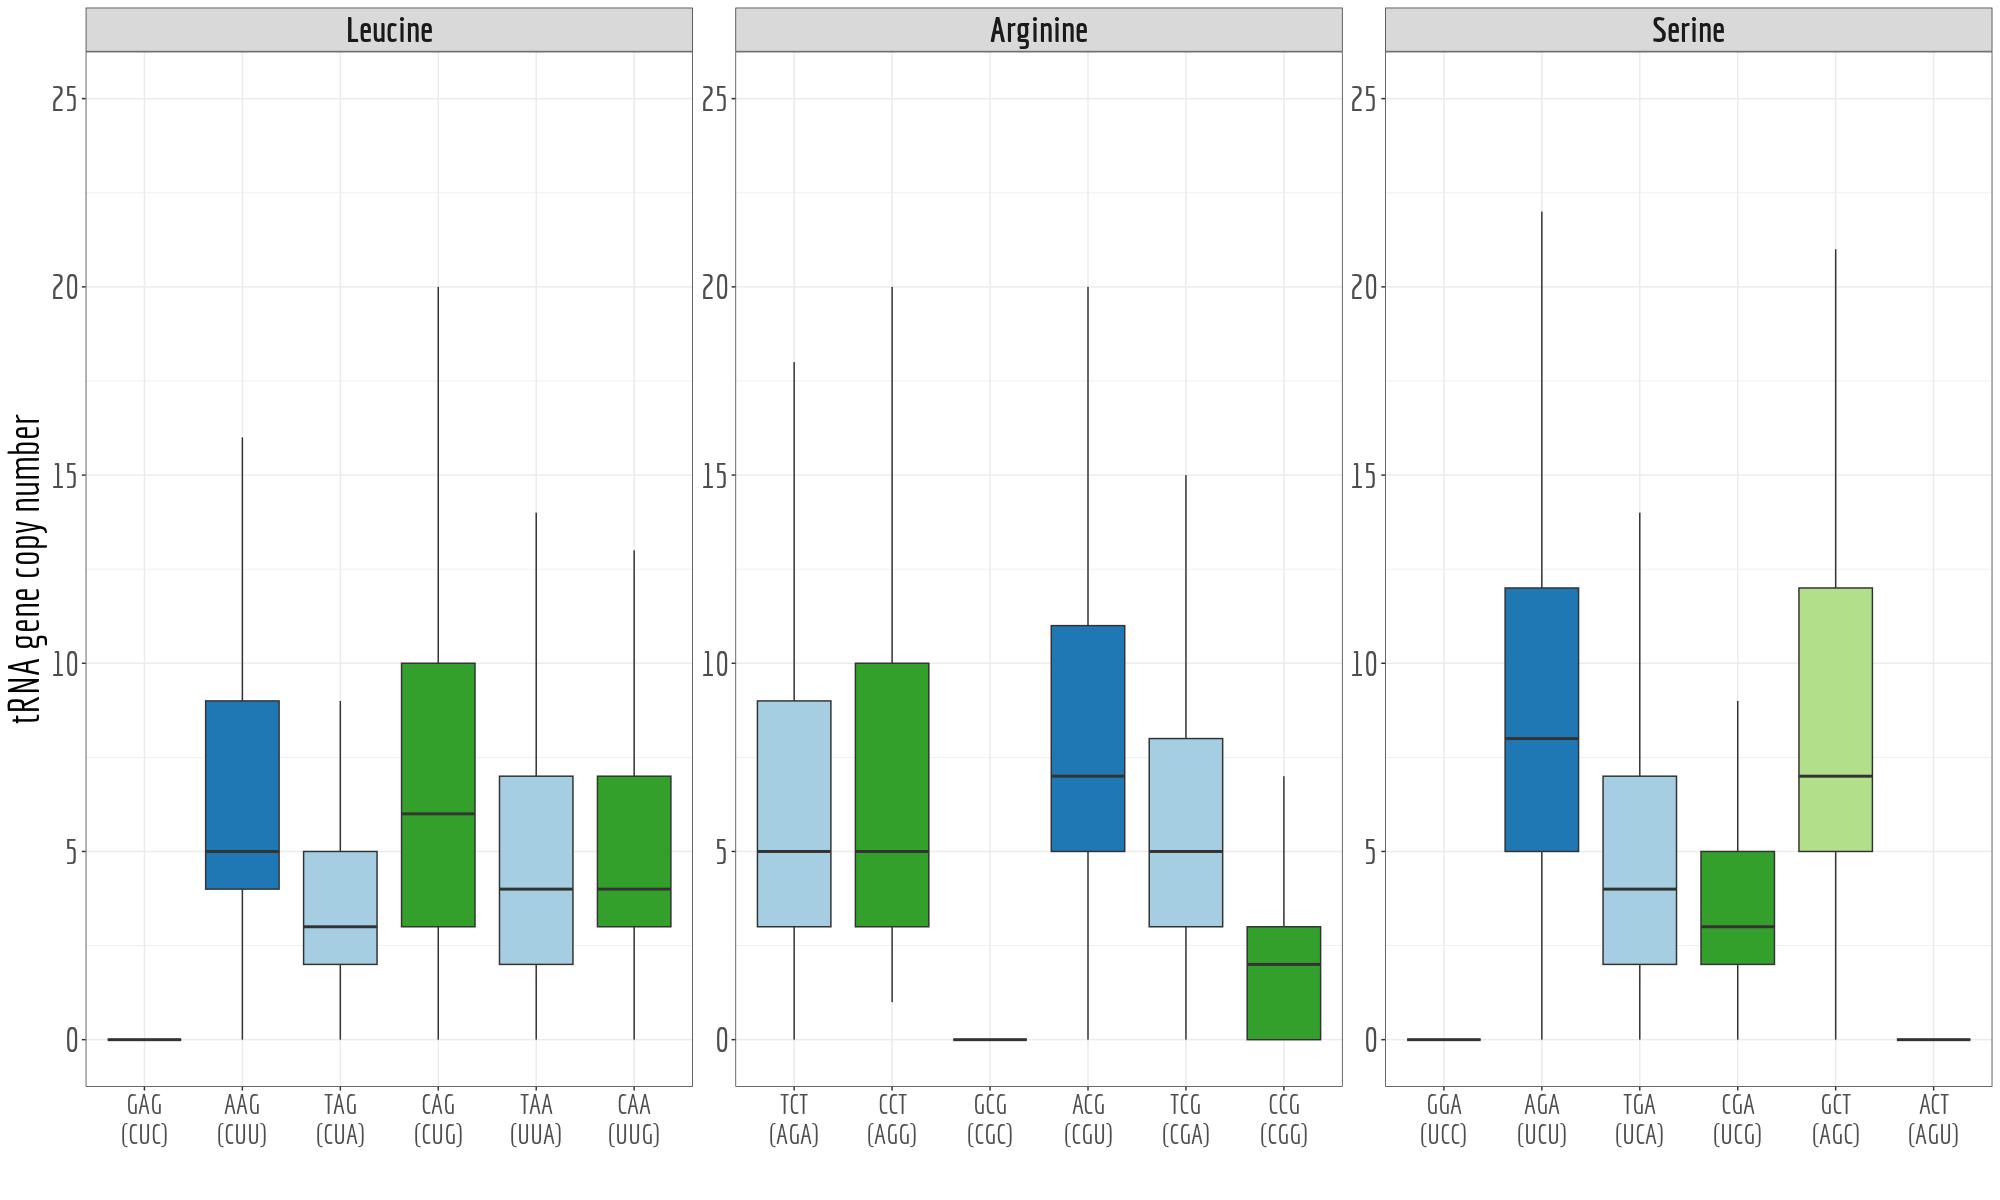 Leucine
Arginine
Serine
tRNA gene copy number
25
20
15
10
5
0
25
20
15
10
5
0
25
20
15
10
5
0
GAG AAG TAG CAG TAA CAA
(CUC) (CUU) (CUA) (CUG) (UUA) (UUG)
TCT CCT GCG ACG TCG CCG
(AGA) (AGG) (CGC) (CGU) (CGA) (CGG)
GGA AGA TGA CGA GCT ACT
(UCC) (UCU) (UCA) (UCG) (AGC) (AGU)